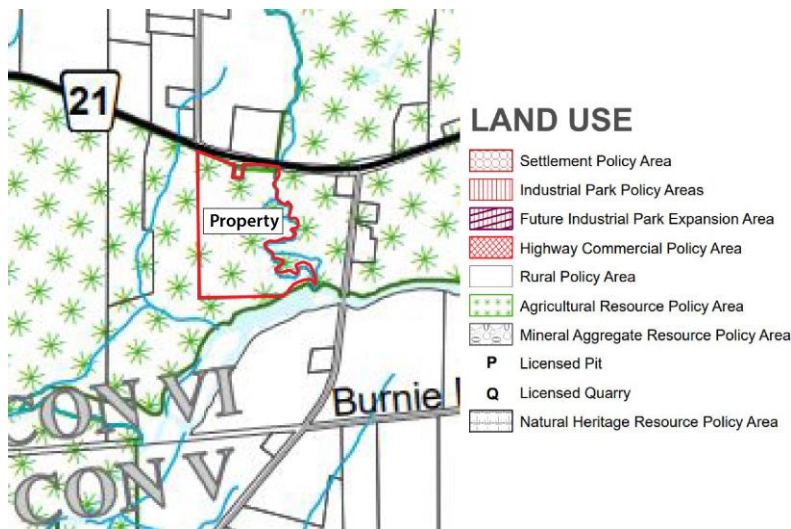 21
Property
CON VI
Burnie
CON V
LAND USE
Settlement Policy Area
Industrial Park Policy Areas
Future Industrial Park Expansion Area
Highway Commercial Policy Area
Rural Policy Area
Agricultural Resource Policy Area
Mineral Aggregate Resource Policy Area
P Licensed Pit
Q Licensed Quarry
Natural Heritage Resource Policy Area